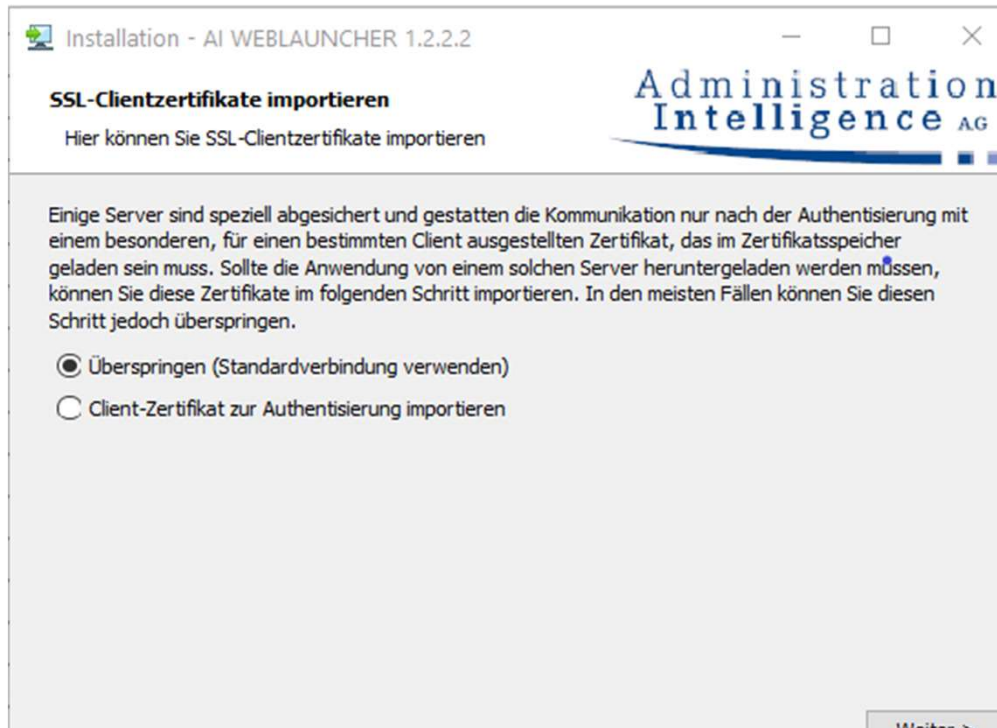 Installation - AI WEBLAUNCHER 1.2.2.2
SSL-Clientzertifikate importieren
Hier können Sie SSL-Clientzertifikate importieren
Administration
Intelligence AG
Einige Server sind speziell abgesichert und gestatten die Kommunikation nur nach der Authentisierung mit
einem besonderen, für einen bestimmten Client ausgestellten Zertifikat, das im Zertifikatsspeicher
geladen sein muss. Sollte die Anwendung von einem solchen Server heruntergeladen werden müssen,
können Sie diese Zertifikate im folgenden Schritt importieren. In den meisten Fällen können Sie diesen
Schritt jedoch überspringen.
Überspringen (Standardverbindung verwenden)
Client-Zertifikat zur Authentisierung importieren
Weiter >